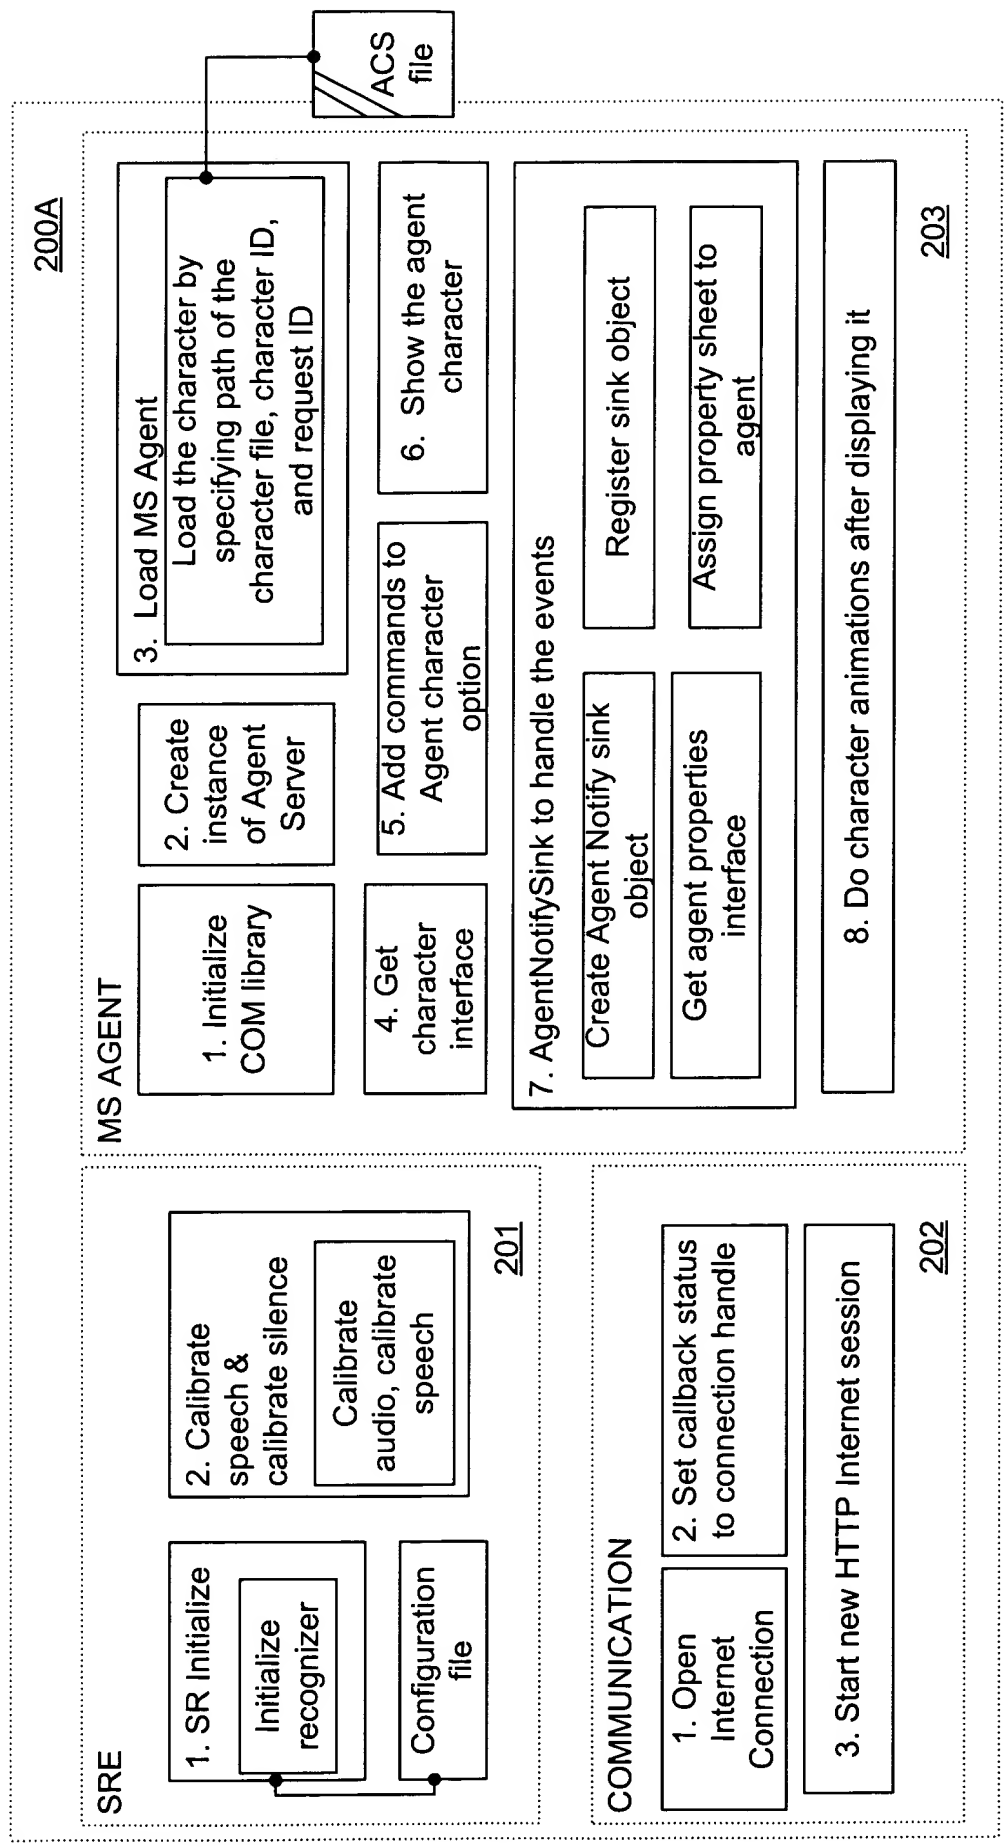 200A
SRE
1. SR Initialize
Initialize
recognizer
Configuration
file
2. Calibrate
speech &
calibrate silence
Calibrate
audio, calibrate
speech
201
COMMUNICATION
1. Open
Internet
Connection
2. Set callback status
to connection handle
3. Start new HTTP Internet session
202
MS AGENT
1. Initialize
COM library
2. Create
instance
of Agent
Server
3. Load MS Agent
Load the character by
specifying path of the
character file, character ID,
and request ID
ACS
file
4. Get
character
interface
5. Add commands to
Agent character
option
6. Show the agent
character
7. AgentNotifySink to handle the events
Create Agent Notify sink
object
Register sink object
Get agent properties
interface
Assign property sheet to
agent
8. Do character animations after displaying it
203